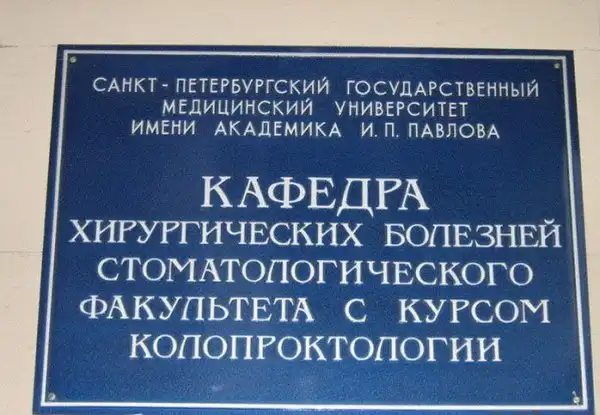 САНКТ - ПЕТЕРБУРГСКИЙ ГОСУДАРСТВЕННЫЙ
МЕДИЦИНСКИЙ УНИВЕРСИТЕТ
ИМЕНИ АКАДЕМИКА И. П. ПАВЛОВА
КАФЕДРА
ХИРУРГИЧЕСКИХ БОЛЕЗНЕЙ
СТОМАТОЛОГИЧЕСКОГО
ФАКУЛЬТЕТА С КУРСОМ
КОЛОПРОКТОЛОГИИ